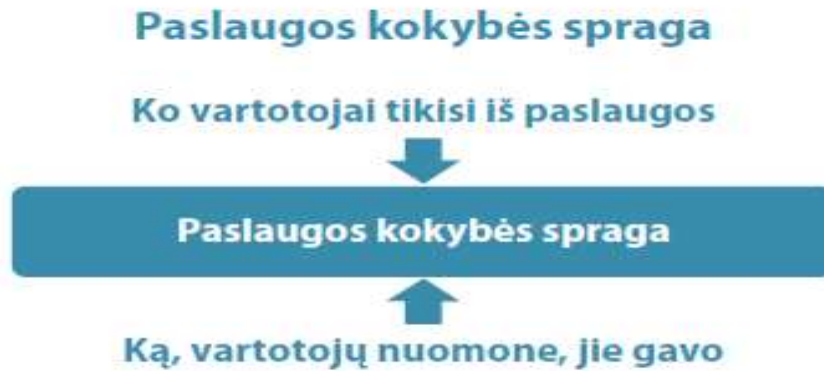 Paslaugos kokybės spraga
Ko vartotojai tikisi iš paslaugos
Paslaugos kokybės spraga
Ką, vartotojų nuomone, jie gavo